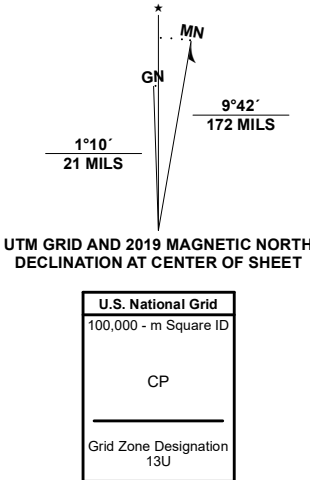 ★
MN
GN
9°42´
172 MILS
1°10´
21 MILS
UTM GRID AND 2019 MAGNETIC NORTH
DECLINATION AT CENTER OF SHEET
U.S. National Grid
100,000 - m Square ID
CP
Grid Zone Designation
13U